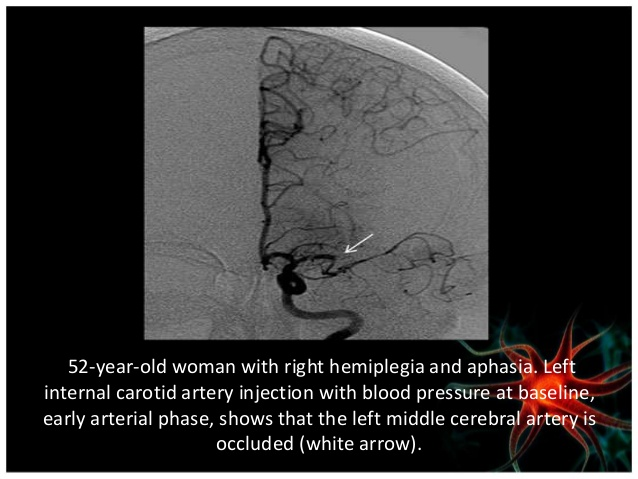 52-year-old woman with right hemiplegia and aphasia. Left
internal carotid artery injection with blood pressure at baseline,
early arterial phase, shows that the left middle cerebral artery is
occluded (white arrow).